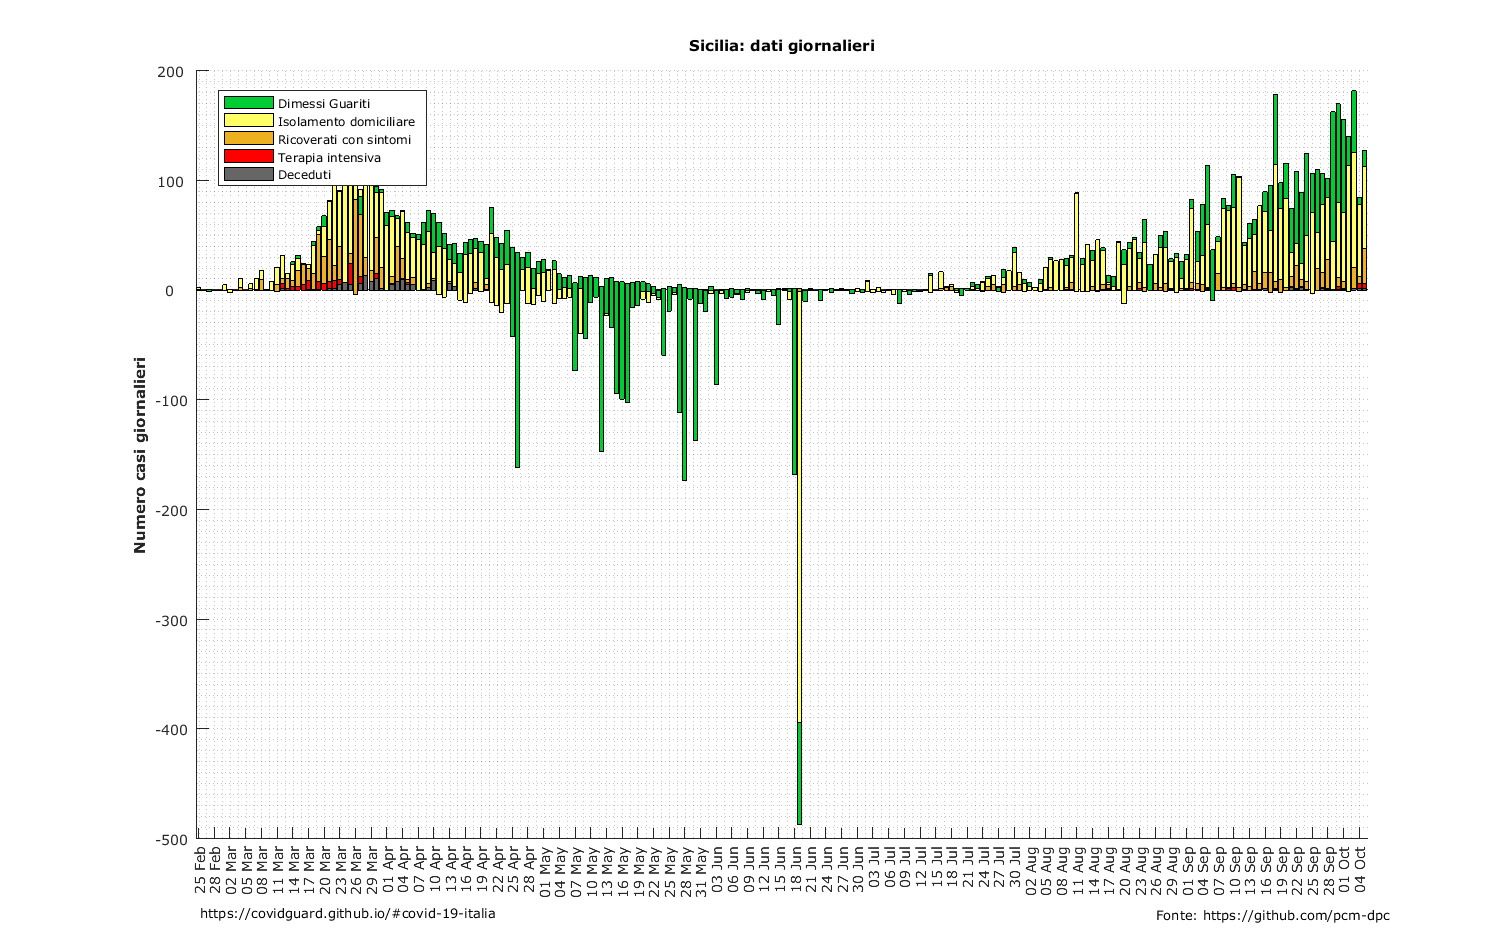 Sicilia: dati giornalieri
200
100
0
-100
-200
-300
-400
-500
Numero casi giornalieri
Dimessi Guariti
Isolamento domiciliare
Ricoverati con sintomi
Terapia intensiva
Deceduti
25 Feb
28 Feb
02 Mar
05 Mar
08 Mar
11 Mar
14 Mar
17 Mar
20 Mar
23 Mar
26 Mar
29 Mar
01 Apr
04 Apr
07 Apr
10 Apr
13 Apr
16 Apr
19 Apr
22 Apr
25 Apr
28 Apr
01 May
04 May
07 May
10 May
13 May
16 May
19 May
22 May
25 May
28 May
31 May
03 Jun
06 Jun
09 Jun
12 Jun
15 Jun
18 Jun
21 Jun
24 Jun
27 Jun
30 Jun
03 Jul
06 Jul
09 Jul
12 Jul
15 Jul
18 Jul
21 Jul
24 Jul
27 Jul
30 Jul
02 Aug
05 Aug
08 Aug
11 Aug
14 Aug
17 Aug
20 Aug
23 Aug
26 Aug
29 Aug
01 Sep
04 Sep
07 Sep
10 Sep
13 Sep
16 Sep
19 Sep
22 Sep
25 Sep
28 Sep
01 Oct
04 Oct
https://covidguard.github.io/#covid-19-italia
Fonte: https://github.com/pcm-dpc